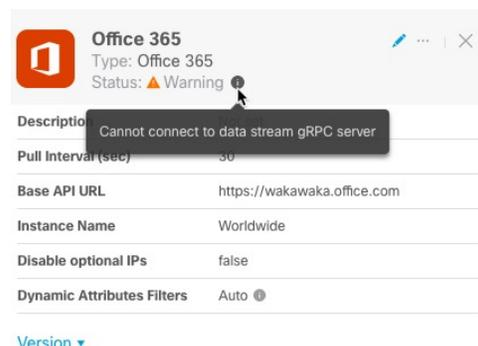 Office 365
Type: Office 365
Status: Warning
Cannot connect to data stream gRPC server
Description
Pull Interval (sec) 30
Base API URL https://wakawaka.office.com
Instance Name Worldwide
Disable optional IPs false
Dynamic Attributes Filters Auto
Version